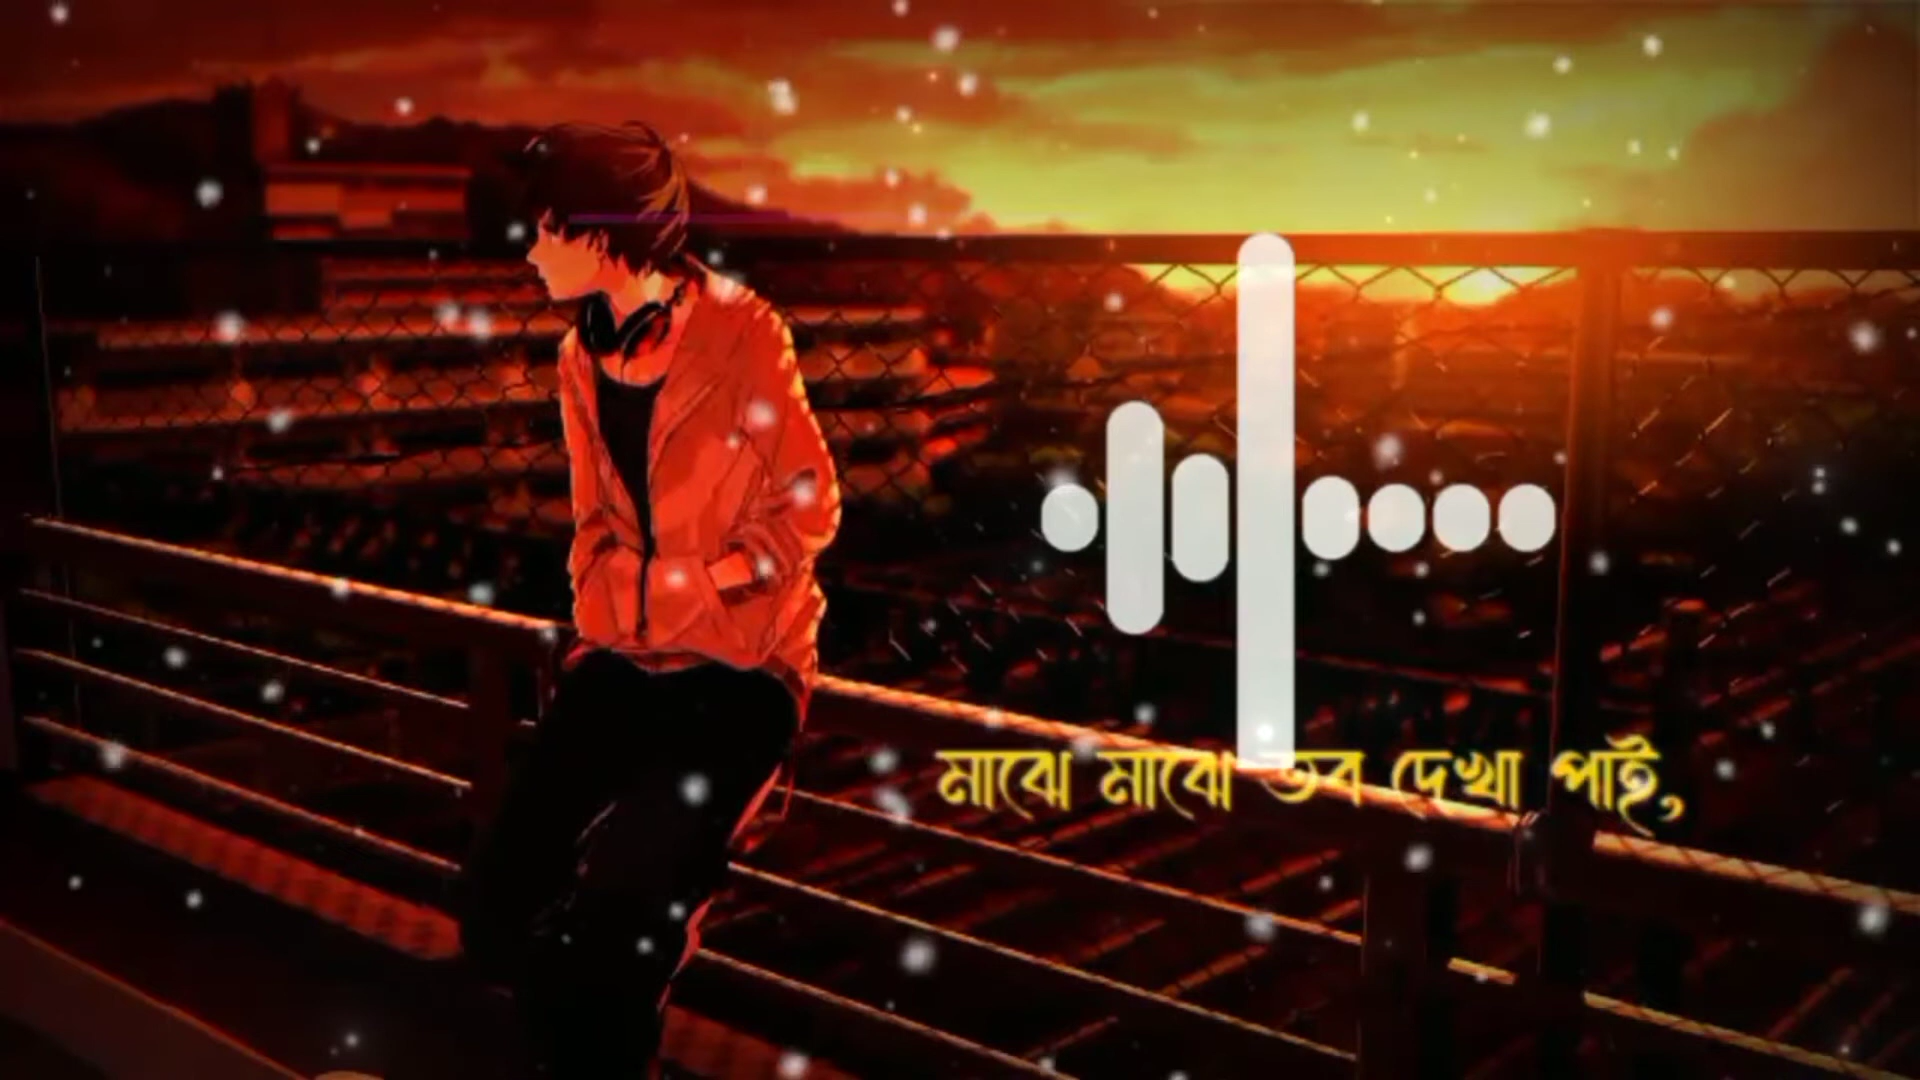 মাঝে মাঝে তব দেখা পাই,